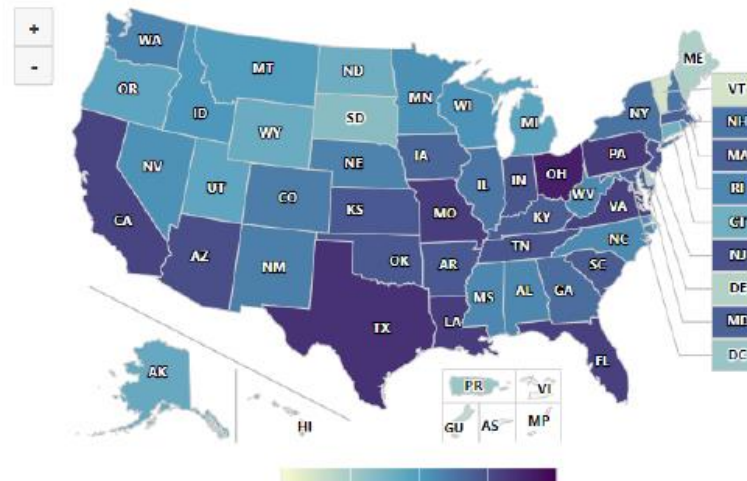 +
-
WA
ME
MT
ND
VT
OR
MN
ID
SD
WI
NY
NH
MI
WY
MA
IA
PA
NE
NV
OH
RI
IL
IN
UT
CO
WV
CT
CA
KS
MO
KY
VA
NJ
TN
NC
DE
AZ
OK
AR
NM
SC
MD
MS
AL
GA
DC
TX
LA
FL
AK
PR
VI
HI
GU
AS
MP